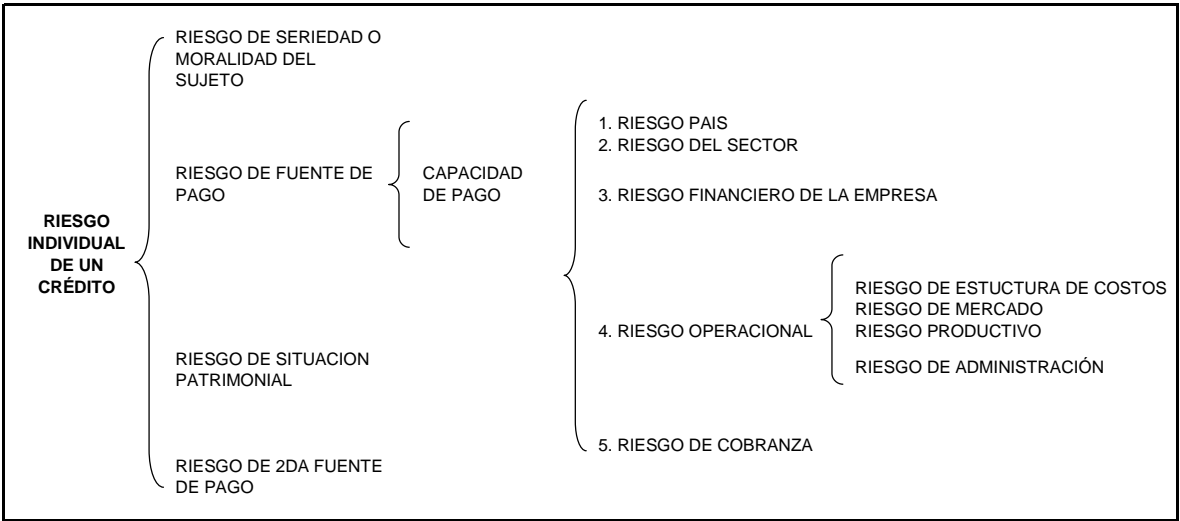 RIESGO
INDIVIDUAL
DE UN
CRÉDITO
RIESGO DE SERIEDAD O
MORALIDAD DEL
SUJETO
RIESGO DE FUENTE DE
PAGO
RIESGO DE SITUACION
PATRIMONIAL
RIESGO DE 2DA FUENTE
DE PAGO
CAPACIDAD
DE PAGO
1. RIESGO PAIS
2. RIESGO DEL SECTOR
3. RIESGO FINANCIERO DE LA EMPRESA
4. RIESGO OPERACIONAL
5. RIESGO DE COBRANZA
RIESGO DE ESTUCTURA DE COSTOS
RIESGO DE MERCADO
RIESGO PRODUCTIVO
RIESGO DE ADMINISTRACIÓN